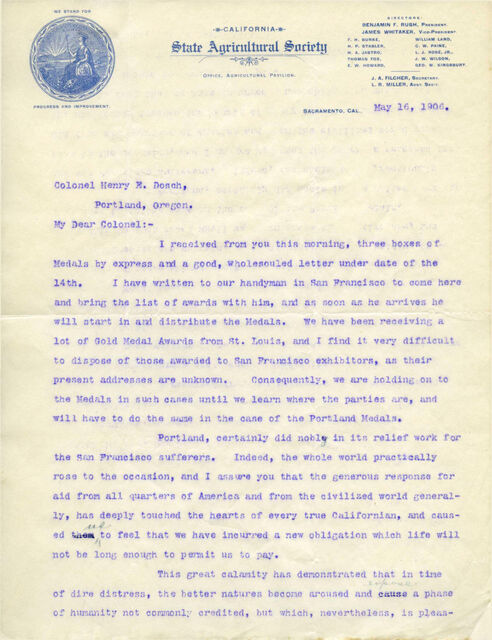 WE STAND FOR
PROGRESS AND IMPROVEMENT.
CALIFORNIA
State Agricultural Society
OFFICE, AGRICULTURAL PAVILION.
DIRECTORS:
BENJAMIN F. RUSH, PRESIDENT.
JAMES WHITAKER, VICE-PRESIDENT
F. H. BURKE, WILLIAM LAND,
H. P. STABLER, C. W. PAINE,
H. A. JASTRO, L. J. ROSE, JR.
THOMAS FOX, J. W. WILSON,
E. W. HOWARD, GEO. W. KINGSBURY.
J. A. FILCHER, SECRETARY.
L. R. MILLER, ASST. SECTY.
SACRAMENTO, CAL., May 16, 1906.
Colonel Henry E. Dosch,
Portland, Oregon.
My Dear Colonel:-
I received from you this morning, three boxes of
Medals by express and a good, wholesouled letter under date of the
14th. I have written to our handyman in San Francisco to come here
and bring the list of awards with him, and as soon as he arrives he
will start in and distribute the Medals. We have been receiving a
lot of Gold Medal Awards from St. Louis, and I find it very difficult
to dispose of those awarded to San Francisco exhibitors, as their
present addresses are unknown. Consequently, we are holding on to
the Medals in such cases until we learn where the parties are, and
will have to do the same in the case of the Portland Medals.
Portland, certainly did nobly in its relief work for
the San Francisco sufferers. Indeed, the whole world practically
rose to the occasion, and I assure you that the generous response for
aid from all quarters of America and from the civilized world general-
ly, has deeply touched the hearts of every true Californian, and caus-
us
ed them to feel that we have incurred a new obligation which life will
not be long enough to permit us to pay.
This great calamity has demonstrated that in time
expose
of dire distress, the better natures become aroused and cause a phase
of humanity not commonly credited, but which, nevertheless, is pleas-